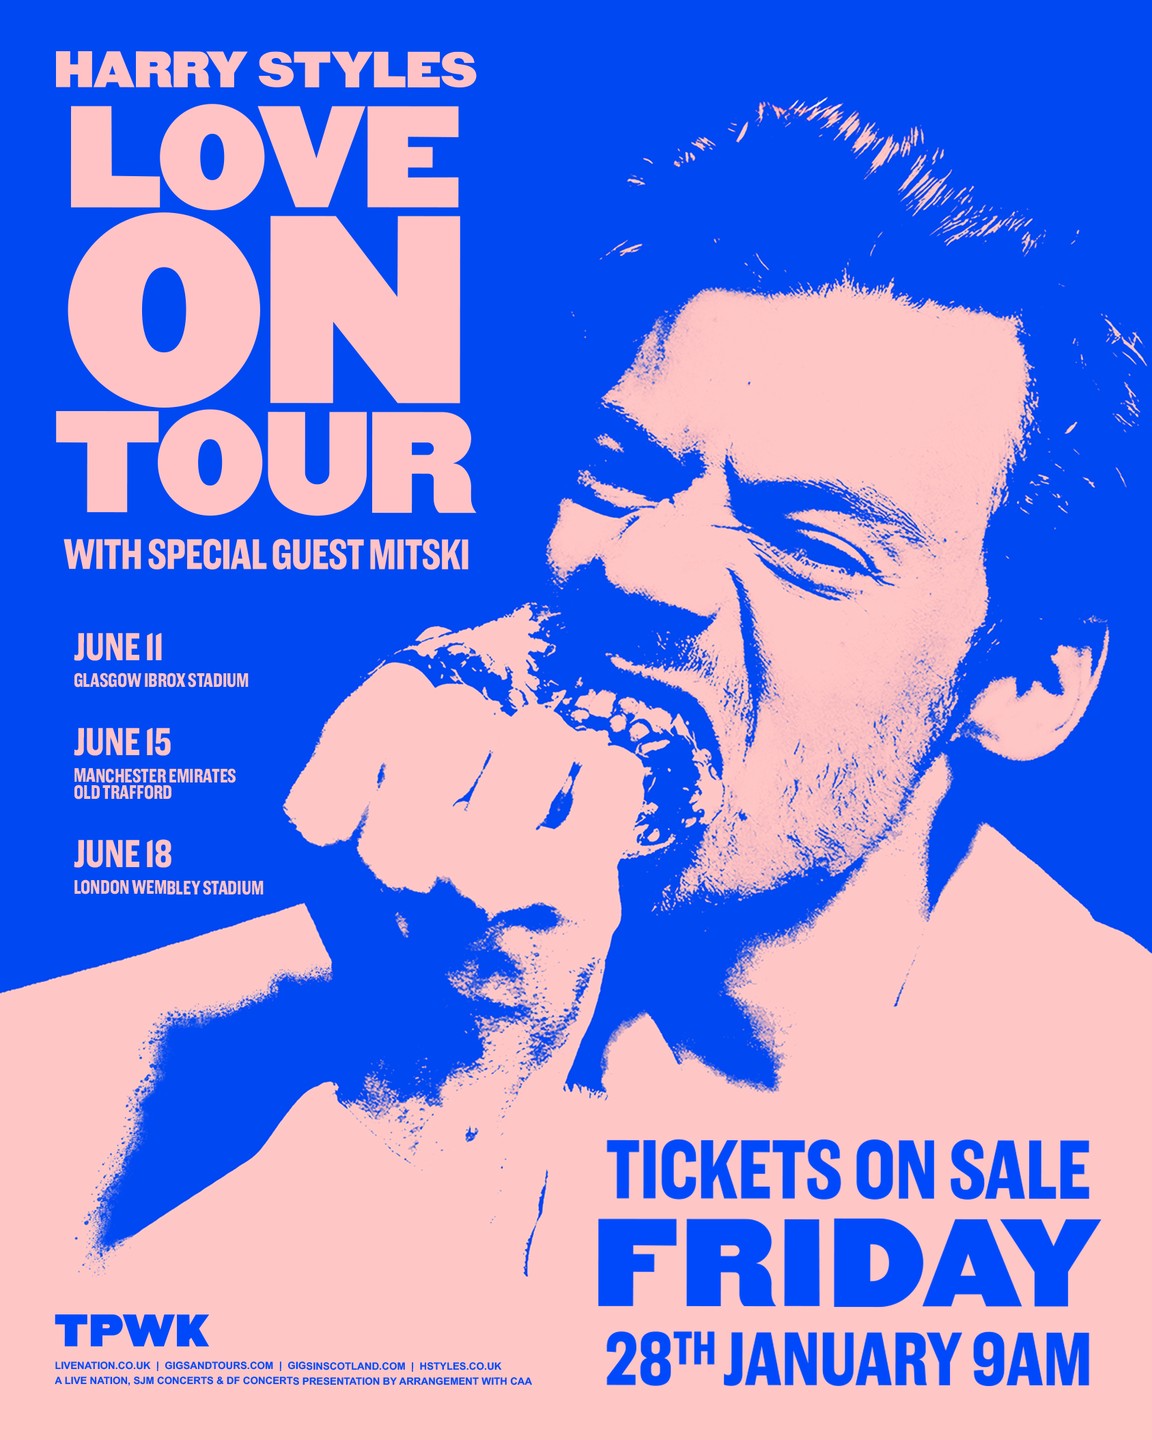 HARRY STYLES
LOVE
ON
TOUR
WITH SPECIAL GUEST MITSKI
JUNE 11
GLASGOW IBROX STADIUM
JUNE 15
MANCHESTER EMIRATES
OLD TRAFFORD
JUNE 18
LONDON WEMBLEY STADIUM
TICKETS ON SALE
FRIDAY
28TH JANUARY 9AM
TPWK
LIVENATION.CO.UK | GIGSANDTOURS.COM | GIGSINSCOTLAND.COM | HSTYLES.CO.UK
A LIVE NATION, SJM CONCERTS & DF CONCERTS PRESENTATION BY ARRANGEMENT WITH CAA